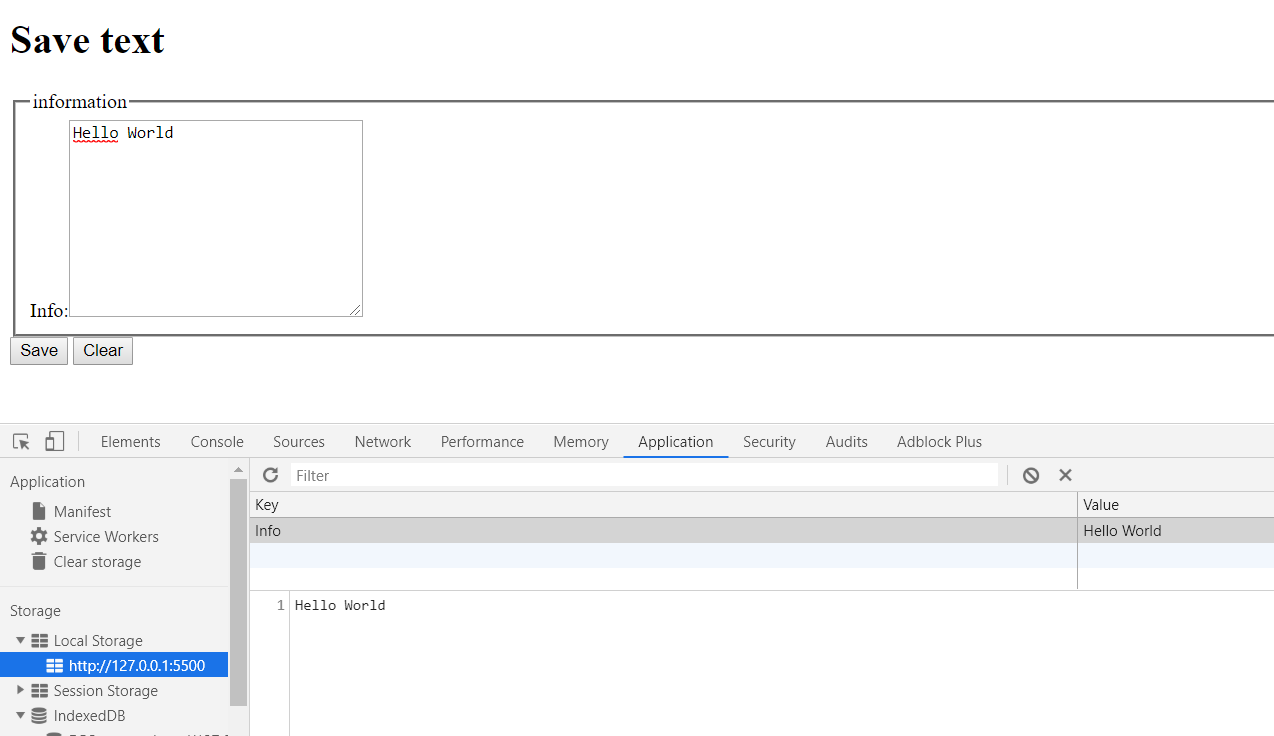 Save text
information
Hello World
Info:
Save Clear
Elements Console Sources Network Performance Memory Application Security Audits Adblock Plus
Application
Manifest
Service Workers
Clear storage
Storage
Local Storage
http://127.0.0.1:5500
Session Storage
IndexedDB
Filter
Key Value
Info Hello World
1 Hello World